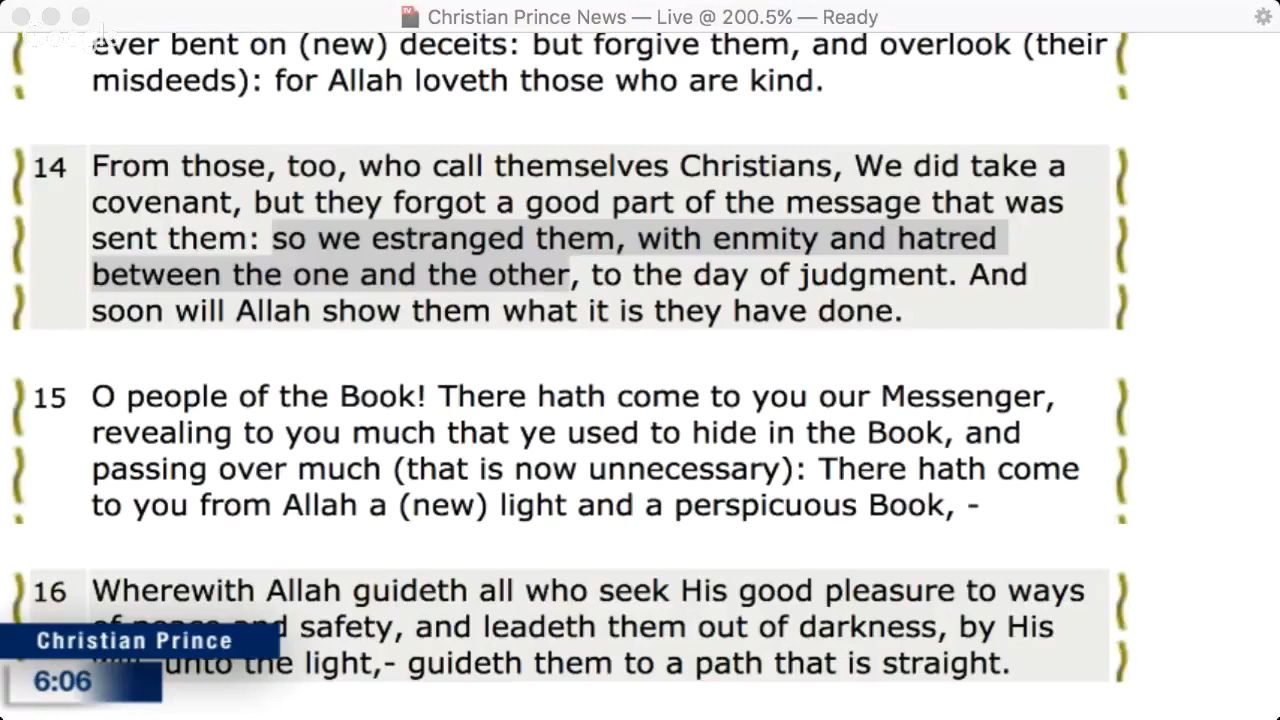 Christian Prince News — Live @ 200.5% — Ready
Google
ever bent on (new) deceits: but forgive them, and overlook (their
misdeeds): for Allah loveth those who are kind.
14 From those, too, who call themselves Christians, We did take a
covenant, but they forgot a good part of the message that was
sent them: so we estranged them, with enmity and hatred
between the one and the other, to the day of judgment. And
soon will Allah show them what it is they have done.
15 O people of the Book! There hath come to you our Messenger,
revealing to you much that ye used to hide in the Book, and
passing over much (that is now unnecessary): There hath come
to you from Allah a (new) light and a perspicuous Book, -
16 Wherewith Allah guideth all who seek His good pleasure to ways
of peace and safety, and leadeth them out of darkness, by His
unto the light,- guideth them to a path that is straight.
Christian Prince
6:06